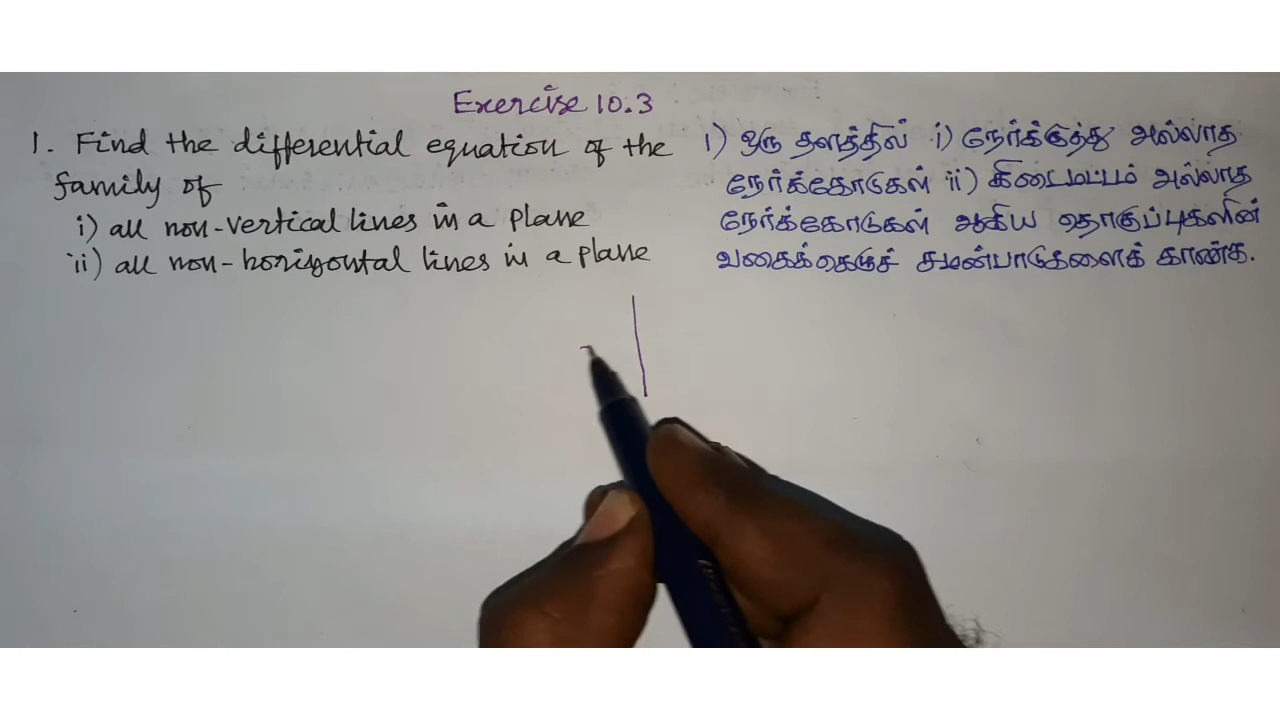 Exercise 10.3
1. Find the differential equation of the
family of
i) all non-vertical lines in a plane
ii) all non-horizontal lines in a plane
1) ஒரு தளத்தில் i) நேர்க்குத்து அல்லாத
நேர்க்கோடுகள் ii) கிடைமட்டம் அல்லாத
நேர்க்கோடுகள் ஆகிய தொகுப்புகளின்
வகைக்கெழுச் சமன்பாடுகளைக் காண்க.